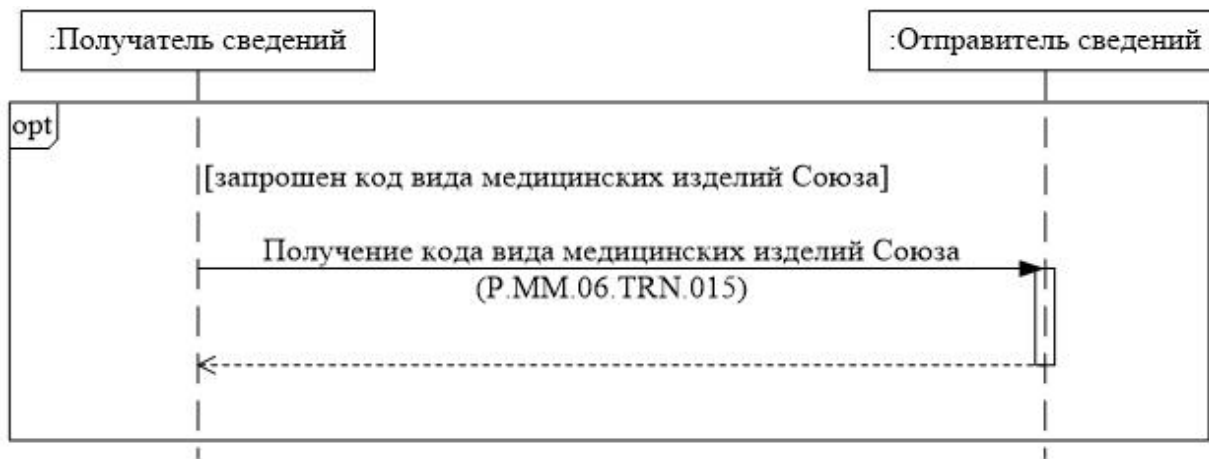 :Получатель сведений
:Отправитель сведений
opt
[запрошен код вида медицинских изделий Союза]
Получение кода вида медицинских изделий Союза
(P.MM.06.TRN.015)